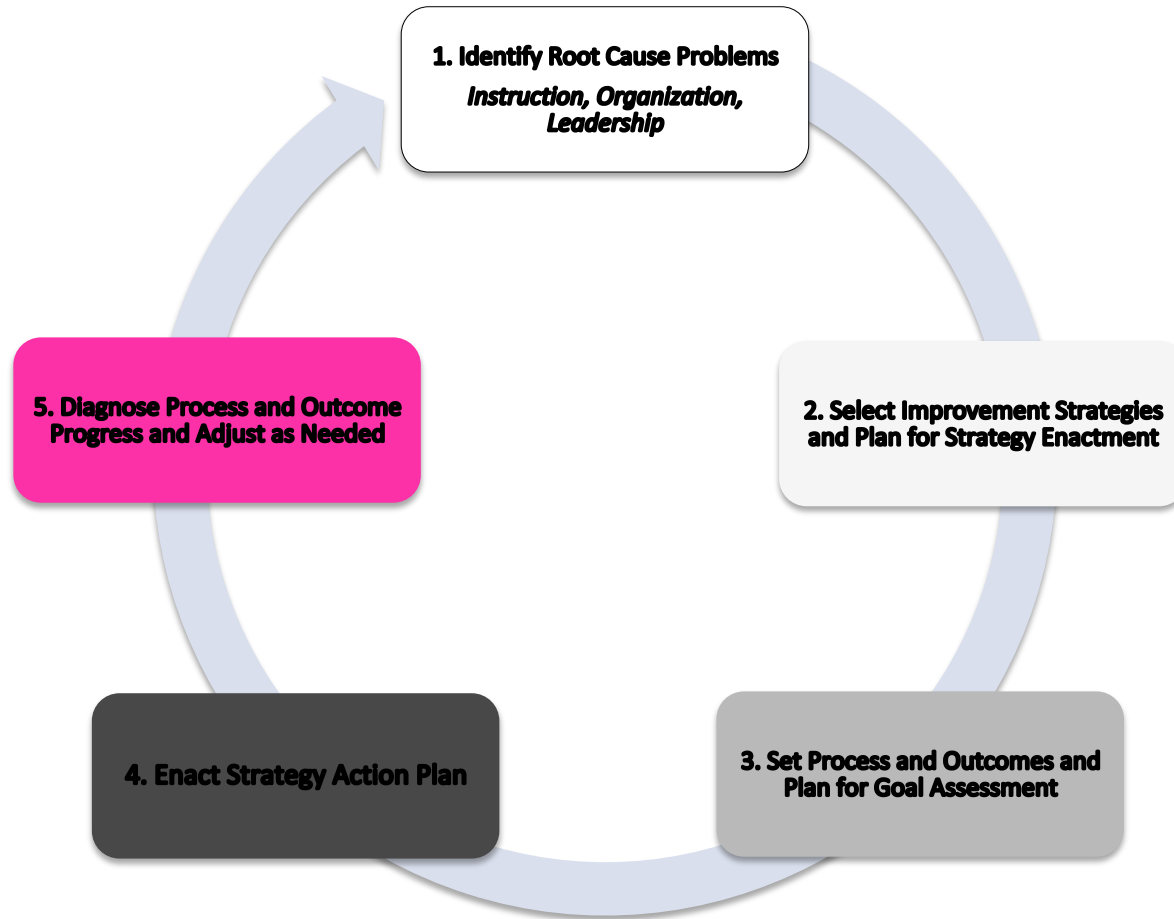 1. Identify Root Cause Problems
Instruction, Organization,
Leadership
2. Select Improvement Strategies
and Plan for Strategy Enactment
3. Set Process and Outcomes and
Plan for Goal Assessment
4. Enact Strategy Action Plan
5. Diagnose Process and Outcome
Progress and Adjust as Needed